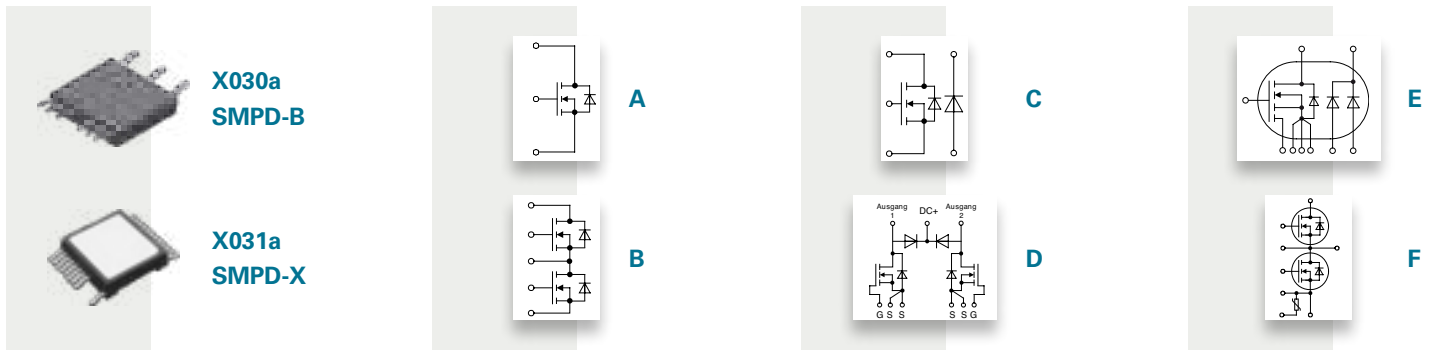 X030a
SMPD-B
A
C
E
X031a
SMPD-X
B
Ausgang
1
DC+
Ausgang
2
G S S
S S G
D
F